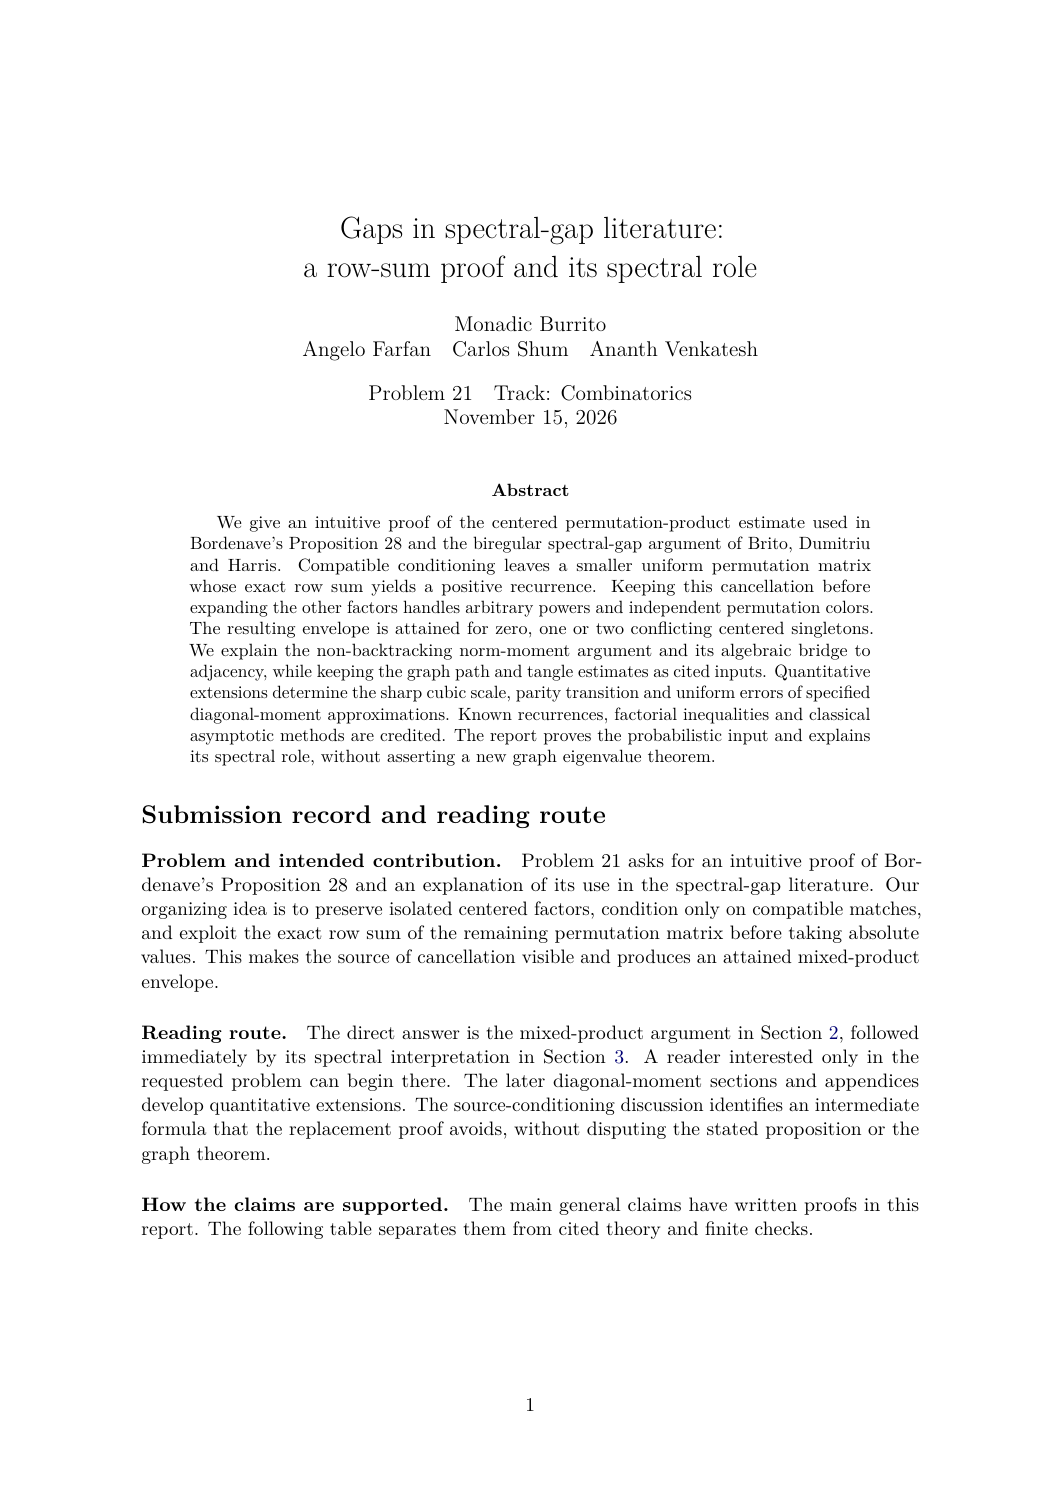 Gaps in spectral-gap literature:
a row-sum proof and its spectral role
Monadic Burrito
Angelo Farfan Carlos Shum Ananth Venkatesh
Problem 21 Track: Combinatorics
November 15, 2026
Abstract
We give an intuitive proof of the centered permutation-product estimate used in
Bordenave's Proposition 28 and the biregular spectral-gap argument of Brito, Dumitriu
and Harris. Compatible conditioning leaves a smaller uniform permutation matrix
whose exact row sum yields a positive recurrence. Keeping this cancellation before
expanding the other factors handles arbitrary powers and independent permutation colors.
The resulting envelope is attained for zero, one or two conflicting centered singletons.
We explain the non-backtracking norm-moment argument and its algebraic bridge to
adjacency, while keeping the graph path and tangle estimates as cited inputs. Quantitative
extensions determine the sharp cubic scale, parity transition and uniform errors of specified
diagonal-moment approximations. Known recurrences, factorial inequalities and classical
asymptotic methods are credited. The report proves the probabilistic input and explains
its spectral role, without asserting a new graph eigenvalue theorem.
Submission record and reading route
Problem and intended contribution. Problem 21 asks for an intuitive proof of Bor-
denave's Proposition 28 and an explanation of its use in the spectral-gap literature. Our
organizing idea is to preserve isolated centered factors, condition only on compatible matches,
and exploit the exact row sum of the remaining permutation matrix before taking absolute
values. This makes the source of cancellation visible and produces an attained mixed-product
envelope.
Reading route. The direct answer is the mixed-product argument in Section 2, followed
immediately by its spectral interpretation in Section 3. A reader interested only in the
requested problem can begin there. The later diagonal-moment sections and appendices
develop quantitative extensions. The source-conditioning discussion identifies an intermediate
formula that the replacement proof avoids, without disputing the stated proposition or the
graph theorem.
How the claims are supported. The main general claims have written proofs in this
report. The following table separates them from cited theory and finite checks.
1